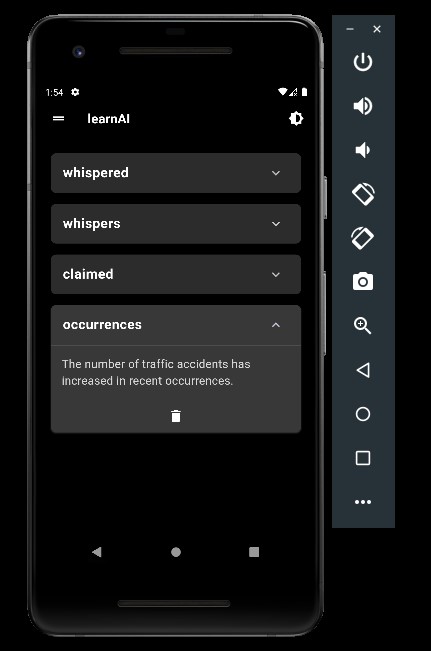 1:54
learnAI
whispered
whispers
claimed
occurrences
The number of traffic accidents has
increased in recent occurrences.